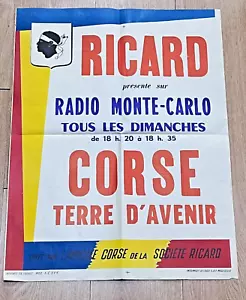 RICARD
présente sur
RADIO MONTE-CARLO
TOUS LES DIMANCHES
de 18 h. 20 à 18 h. 35
CORSE
TERRE D'AVENIR
CORSE DE LA SOCIÉTÉ RICARD